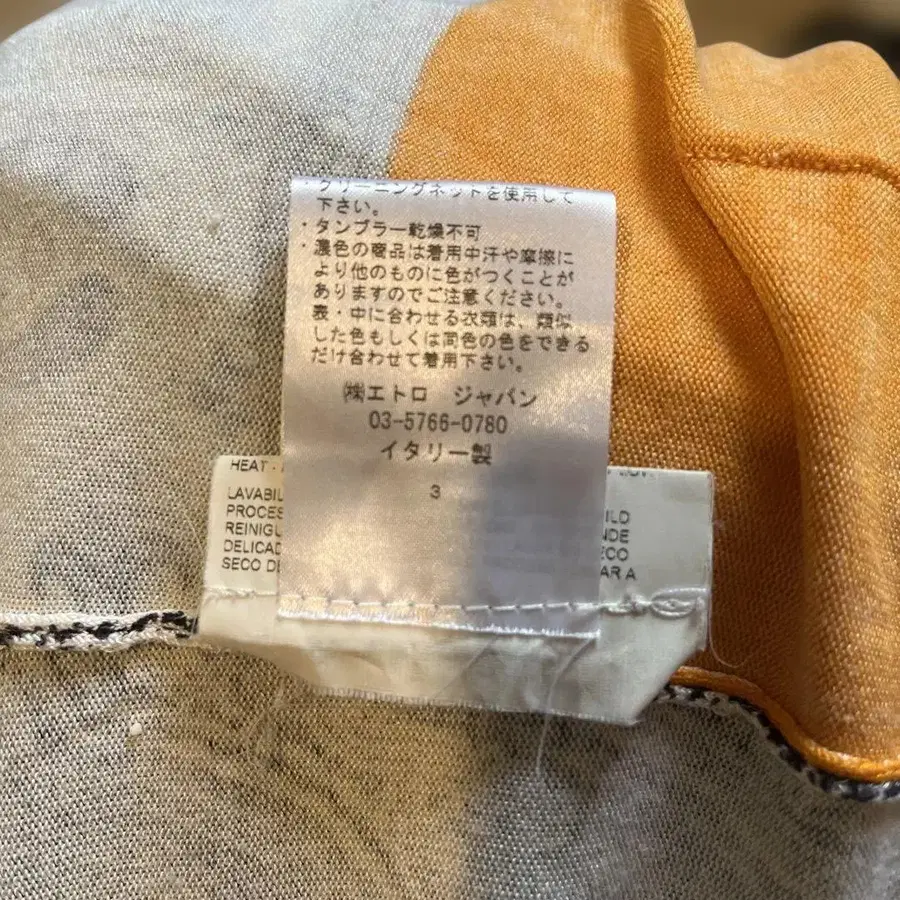 ・クリーニングネットを使用して
下さい。
・タンブラー乾燥不可
・濃色の商品は着用中汗や摩擦に
より他のものに色がつくことが
ありますのでご注意ください。
表・中に合わせる衣類は、類似
した色もしくは同色の色をできる
だけ合わせて着用下さい。
㈱エトロ ジャパン
03-5766-0780
イタリー製
3
HEAT
LAVABIL
PROCES
REINIGU
DELICAD
SECO DE
ILD
NDE
ECO
AR A